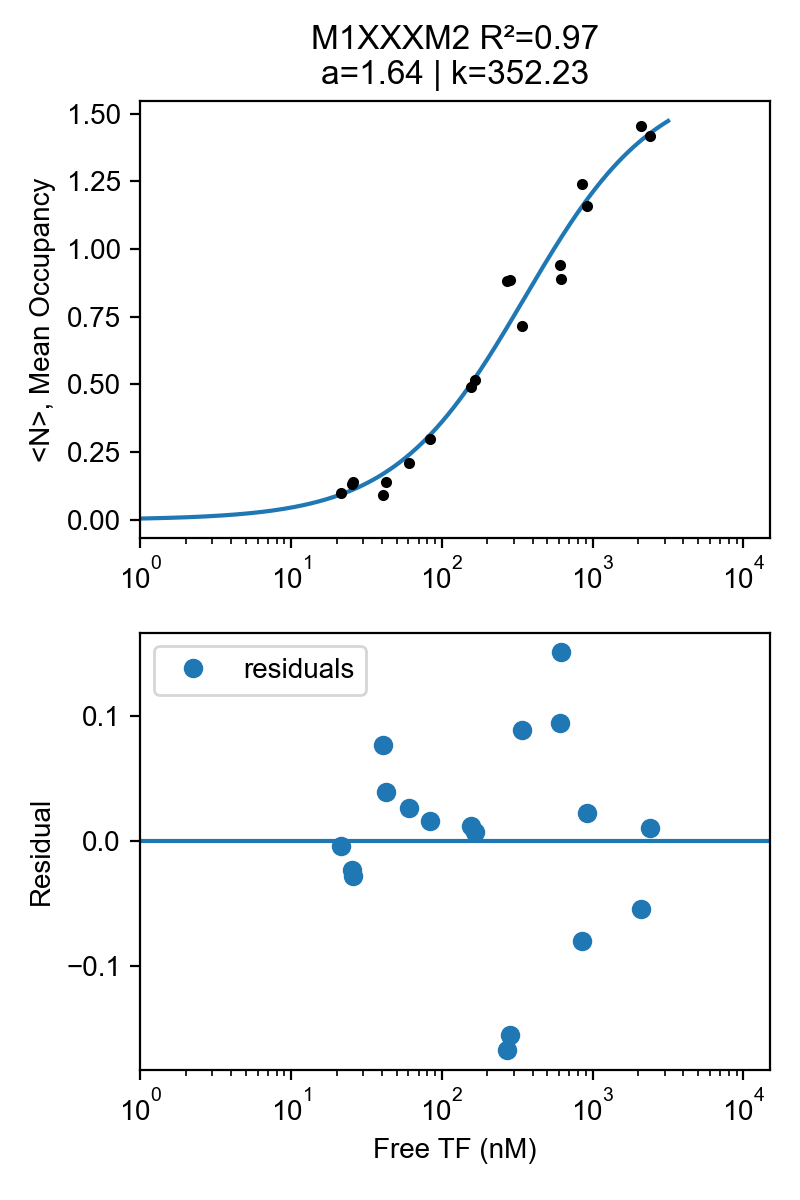 M1XXXM2 R²=0.97
a=1.64 | k=352.23
<N>, Mean Occupancy
1.50
1.25
1.00
0.75
0.50
0.25
0.00
10⁰ 10¹ 10² 10³ 10⁴
residuals
Residual
0.1
0.0
−0.1
10⁰ 10¹ 10² 10³ 10⁴
Free TF (nM)